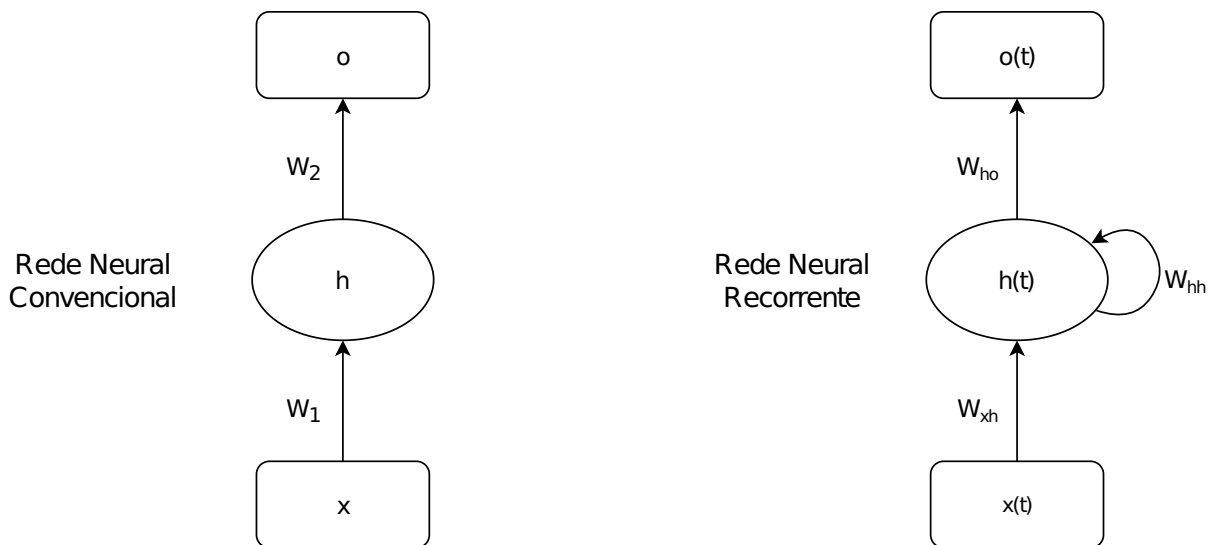 o
W2
Rede Neural
Convencional
h
W1
x
o(t)
Who
Rede Neural
Recorrente
h(t)
Whh
Wxh
x(t)